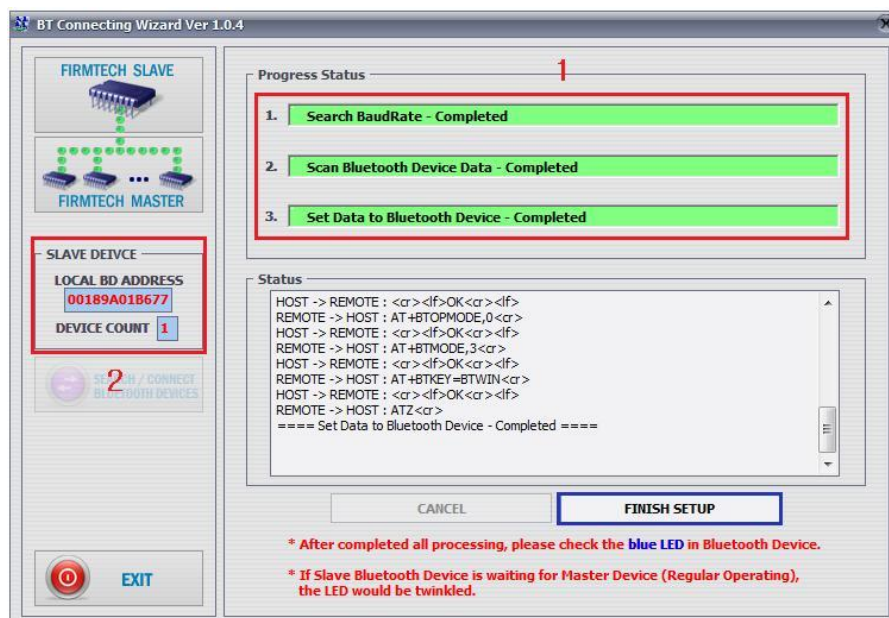 BT Connecting Wizard Ver 1.0.4
FIRMTECH SLAVE
FIRMTECH MASTER
SLAVE DEIVCE
LOCAL BD ADDRESS
00189A01B677
DEVICE COUNT 1
2
SEARCH / CONNECT
BLUETOOTH DEVICES
EXIT
1
Progress Status
1. Search BaudRate - Completed
2. Scan Bluetooth Device Data - Completed
3. Set Data to Bluetooth Device - Completed
Status
HOST -> REMOTE : <cr><lf>OK<cr><lf>
REMOTE -> HOST : AT+BTOPMODE,0<cr>
HOST -> REMOTE : <cr><lf>OK<cr><lf>
REMOTE -> HOST : AT+BTMODE,3<cr>
HOST -> REMOTE : <cr><lf>OK<cr><lf>
REMOTE -> HOST : AT+BTKEY=BTWIN<cr>
HOST -> REMOTE : <cr><lf>OK<cr><lf>
REMOTE -> HOST : ATZ<cr>
==== Set Data to Bluetooth Device - Completed ====
CANCEL
FINISH SETUP
* After completed all processing, please check the blue LED in Bluetooth Device.
* If Slave Bluetooth Device is waiting for Master Device (Regular Operating),
the LED would be twinkled.